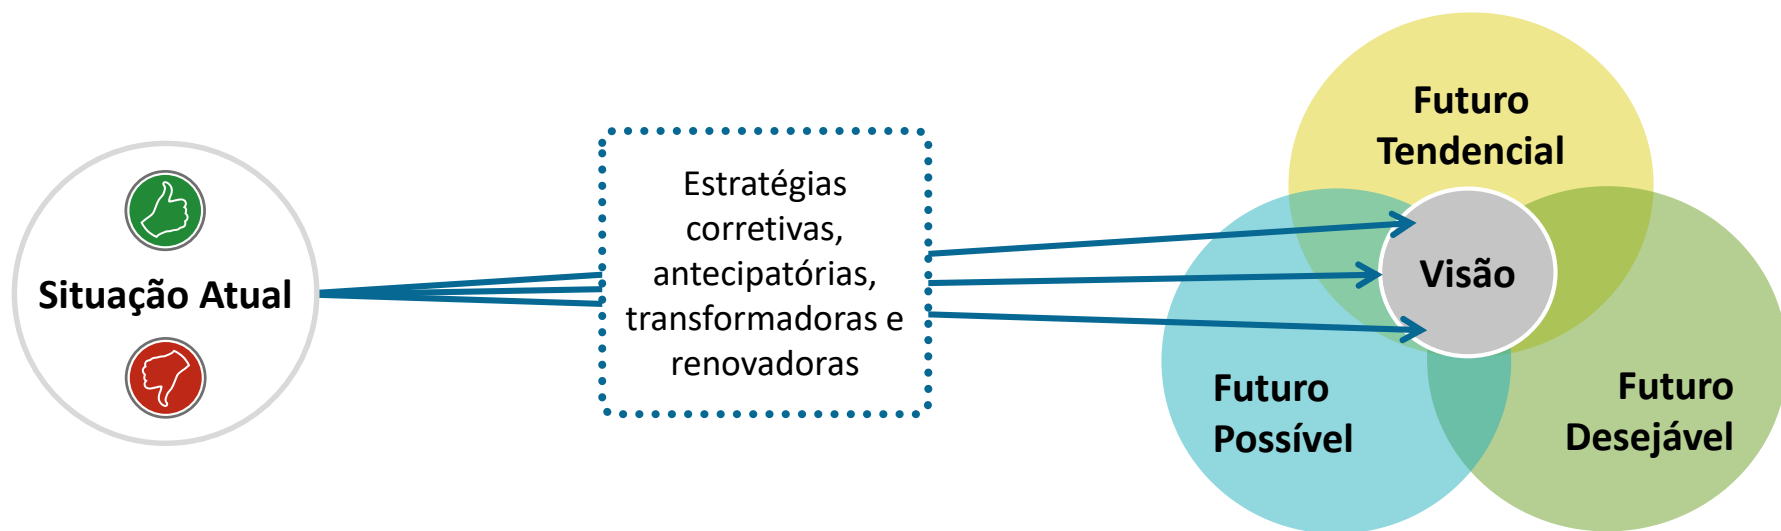 Situação Atual
Estratégias
corretivas,
antecipatórias,
transformadoras e
renovadoras
Futuro
Tendencial
Visão
Futuro
Possível
Futuro
Desejável